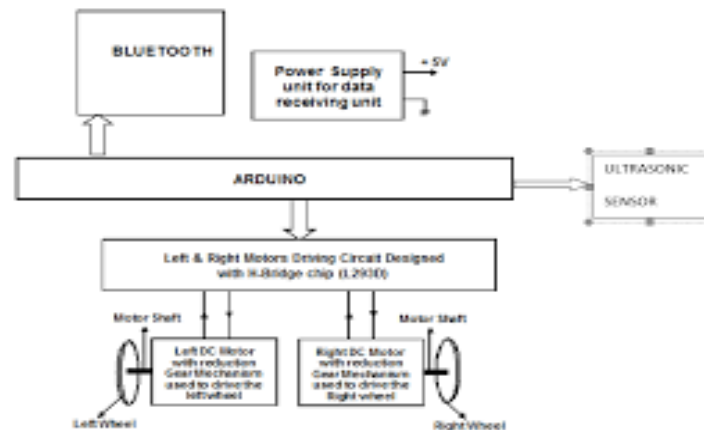 BLUETOOTH
Power Supply
unit for data
receiving unit
+ 5V
ARDUINO
ULTRASONIC
SENSOR
Left & Right Motors Driving Circuit Designed
with H-Bridge chip (L293D)
Motor Shaft
Motor Shaft
Left DC Motor
with reduction
Gear Mechanism
used to drive the
left wheel
Right DC Motor
with reduction
Gear Mechanism
used to drive the
Right wheel
Left Wheel
Right Wheel